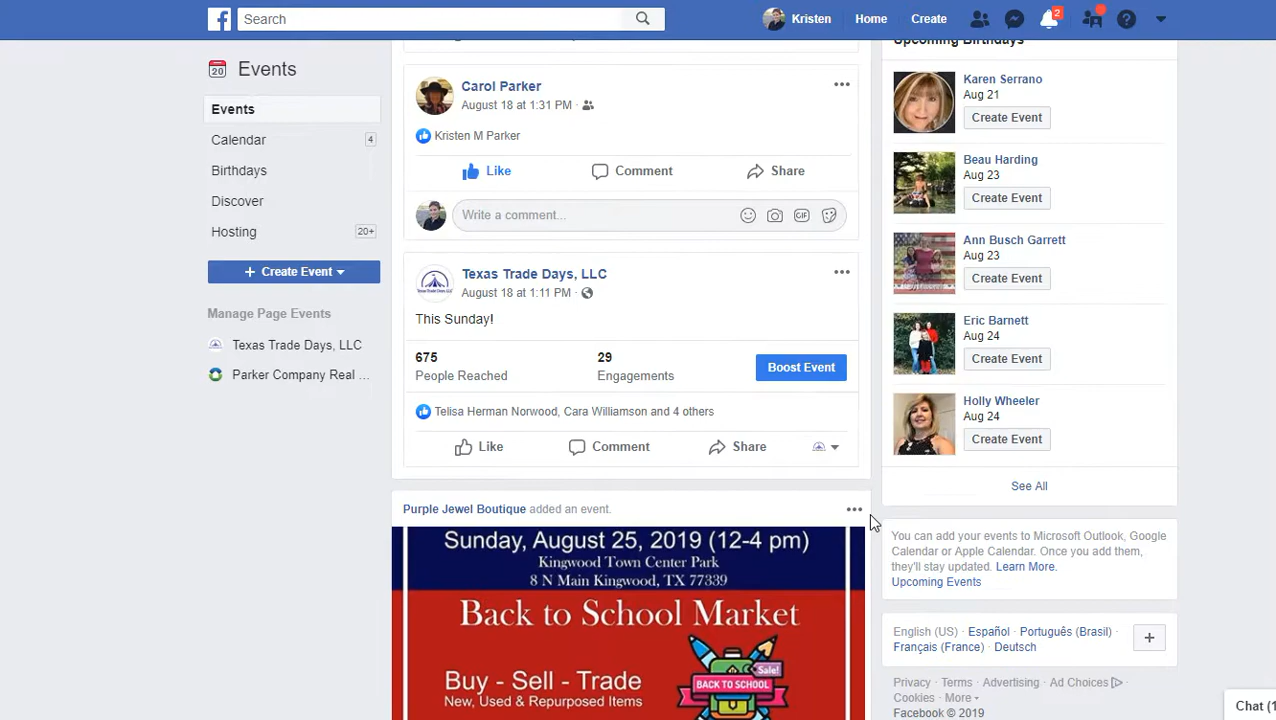 Search
Kristen
Home
Create
2
20
Events
Events
Calendar
4
Birthdays
Discover
Hosting
20+
+ Create Event
Manage Page Events
Texas Trade Days, LLC
Parker Company Real ...
Carol Parker
August 18 at 1:31 PM ·
Kristen M Parker
Like
Comment
Share
Write a comment...
GIF
Texas Trade Days, LLC
August 18 at 1:11 PM ·
This Sunday!
675
People Reached
29
Engagements
Boost Event
Telisa Herman Norwood, Cara Williamson and 4 others
Like
Comment
Share
Purple Jewel Boutique added an event.
Sunday, August 25, 2019 (12-4 pm)
Kingwood Town Center Park
8 N Main Kingwood, TX 77339
Back to School Market
Buy - Sell - Trade
New, Used & Repurposed Items
Sale!
BACK TO SCHOOL
Upcoming Birthdays
Karen Serrano
Aug 21
Create Event
Beau Harding
Aug 23
Create Event
Ann Busch Garrett
Aug 23
Create Event
Eric Barnett
Aug 24
Create Event
Holly Wheeler
Aug 24
Create Event
See All
You can add your events to Microsoft Outlook, Google
Calendar or Apple Calendar. Once you add them,
they'll stay updated. Learn More.
Upcoming Events
English (US) · Español · Português (Brasil) ·
Français (France) · Deutsch
+
Privacy · Terms · Advertising · Ad Choices ·
Cookies · More
Facebook © 2019
Chat (1